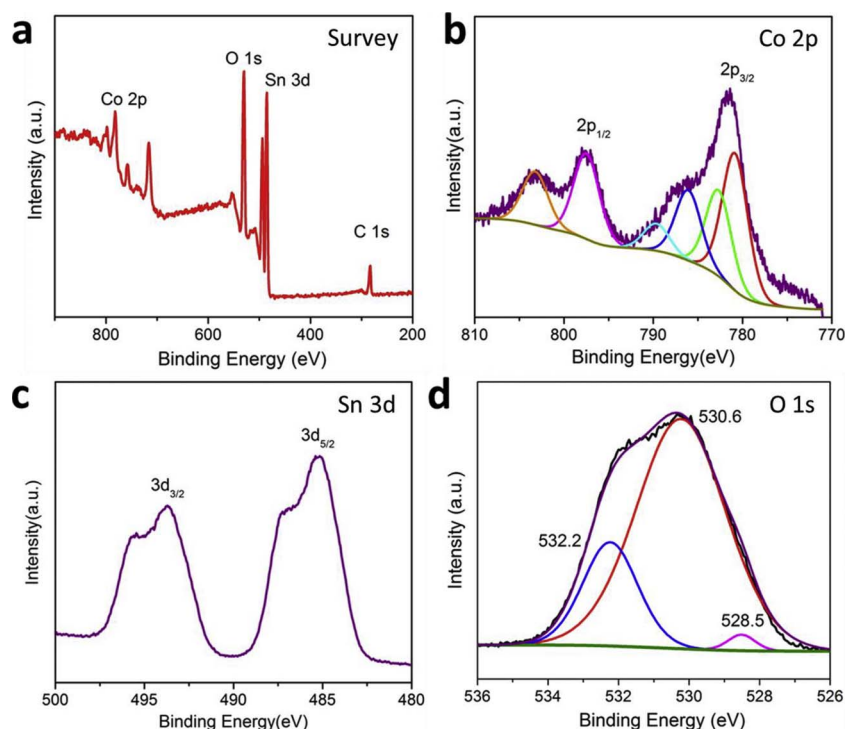 a
Survey
Co 2p
O 1s
Sn 3d
C 1s
Intensity (a.u.)
800 600 400 200
Binding Energy (eV)
b
Co 2p
2p1/2
2p3/2
Intensity(a.u.)
810 800 790 780 770
Binding Energy(eV)
c
Sn 3d
3d3/2
3d5/2
Intensity(a.u.)
500 495 490 485 480
Binding Energy(eV)
d
O 1s
530.6
532.2
528.5
Intensity (a.u.)
536 534 532 530 528 526
Binding Energy (eV)